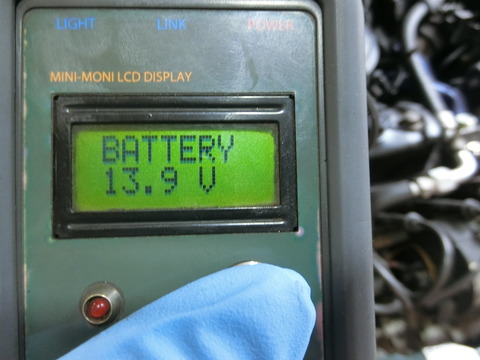 LIGHT LINK POWER
MINI-MONI LCD DISPLAY
BATTERY
13.9 V